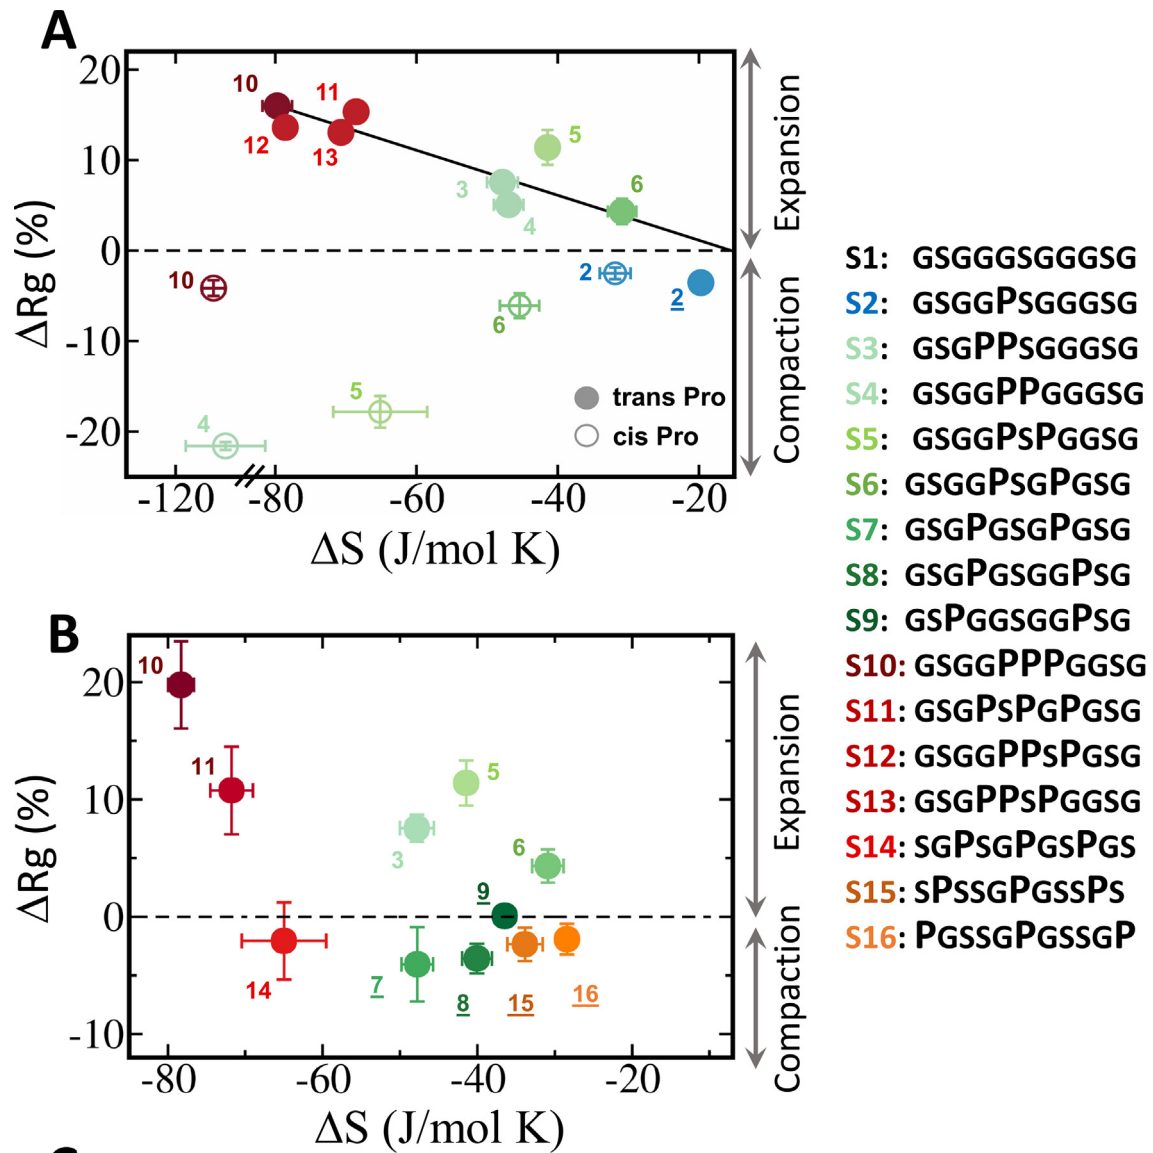 A
20
10
0
-10
-20
ΔRg (%)
10
11
12
13
5
3
4
6
10
2
2
6
5
4
trans Pro
cis Pro
-120
-80
-60
-40
-20
ΔS (J/mol K)
Expansion
Compaction
B
20
10
0
-10
ΔRg (%)
10
11
5
3
6
9
14
7
8
15
16
-80
-60
-40
-20
ΔS (J/mol K)
Expansion
Compaction
S1: GSGGGSGGGSG
S2: GSGGPSGGGSG
S3: GSGPPSGGGSG
S4: GSGGPPGGGSG
S5: GSGGPSPGGSG
S6: GSGGPSGPGSG
S7: GSGPGSGPGSG
S8: GSGPGSGGPSG
S9: GSPGGSGGPSG
S10: GSGGPPPGGSG
S11: GSGPSPGPGSG
S12: GSGGPPSPGSG
S13: GSGPPSPGGSG
S14: SGPSGPGSPGS
S15: SPSSGPGSSPS
S16: PGSSGPGSSGP